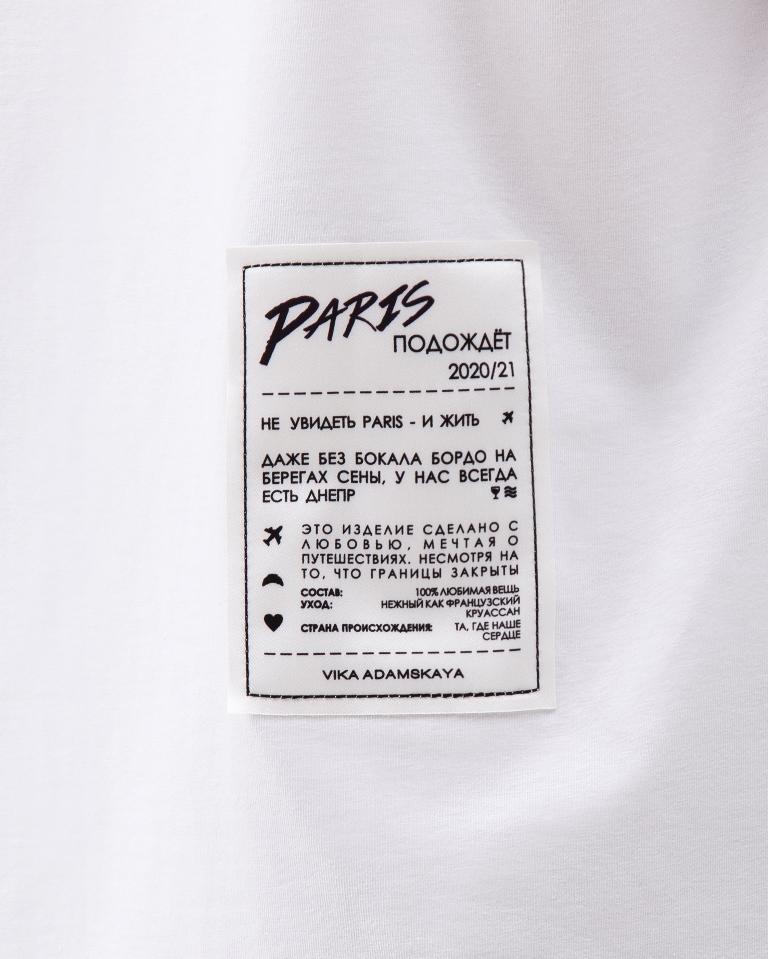 PARIS
ПОДОЖДЁТ
2020/21
НЕ УВИДЕТЬ PARIS - И ЖИТЬ
ДАЖЕ БЕЗ БОКАЛА БОРДО НА
БЕРЕГАХ СЕНЫ, У НАС ВСЕГДА
ЕСТЬ ДНЕПР
ЭТО ИЗДЕЛИЕ СДЕЛАНО С
ЛЮБОВЬЮ, МЕЧТАЯ О
ПУТЕШЕСТВИЯХ. НЕСМОТРЯ НА
ТО, ЧТО ГРАНИЦЫ ЗАКРЫТЫ
СОСТАВ: 100% ЛЮБИМАЯ ВЕЩЬ
УХОД: НЕЖНЫЙ КАК ФРАНЦУЗСКИЙ
КРУАССАН
СТРАНА ПРОИСХОЖДЕНИЯ: ТА, ГДЕ НАШЕ
СЕРДЦЕ
VIKA ADAMSKAYA